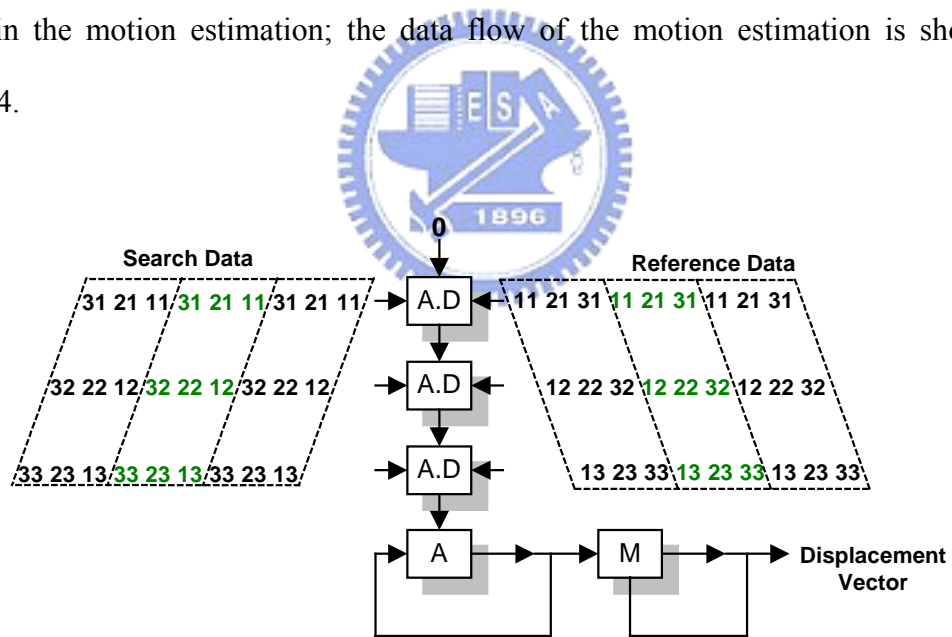 in the motion estimation; the data flow of the motion estimation is sho
4.
E S A
1896
0
Search Data
Reference Data
31 21 11 31 21 11 31 21 11
A.D
11 21 31 11 21 31 11 21 31
32 22 12 32 22 12 32 22 12
A.D
12 22 32 12 22 32 12 22 32
33 23 13 33 23 13 33 23 13
A.D
13 23 33 13 23 33 13 23 33
A
M
Displacement
Vector